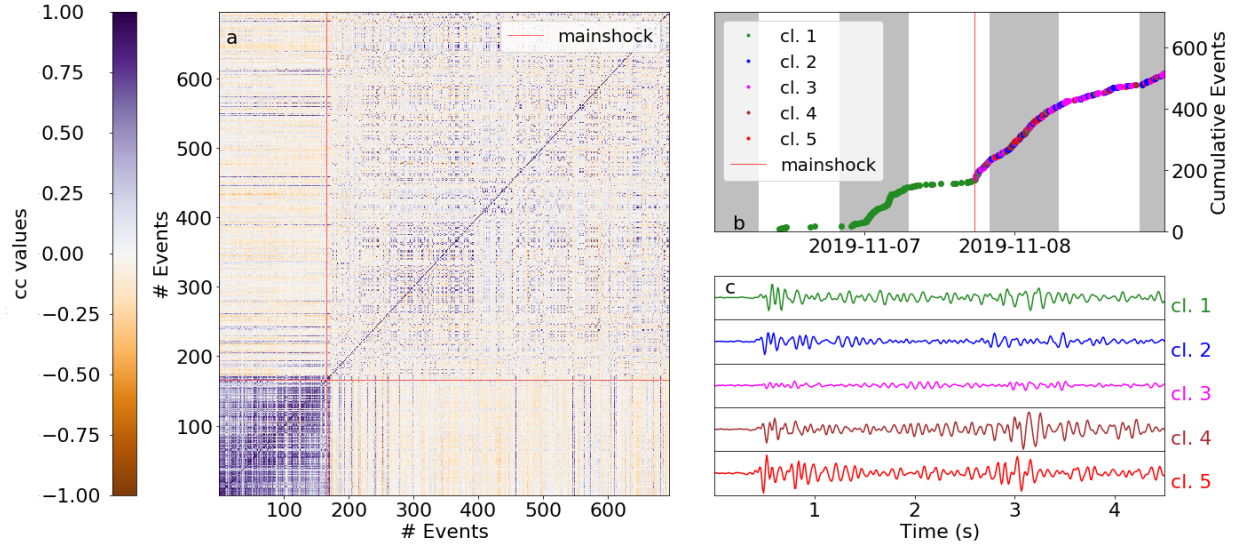 1.00
0.75
0.50
0.25
0.00
−0.25
−0.50
−0.75
−1.00
cc values
a
mainshock
600
500
400
300
200
100
# Events
100 200 300 400 500 600
# Events
cl. 1
cl. 2
cl. 3
cl. 4
cl. 5
mainshock
b
600
400
200
0
Cumulative Events
2019-11-07 2019-11-08
c
cl. 1
cl. 2
cl. 3
cl. 4
cl. 5
1 2 3 4
Time (s)